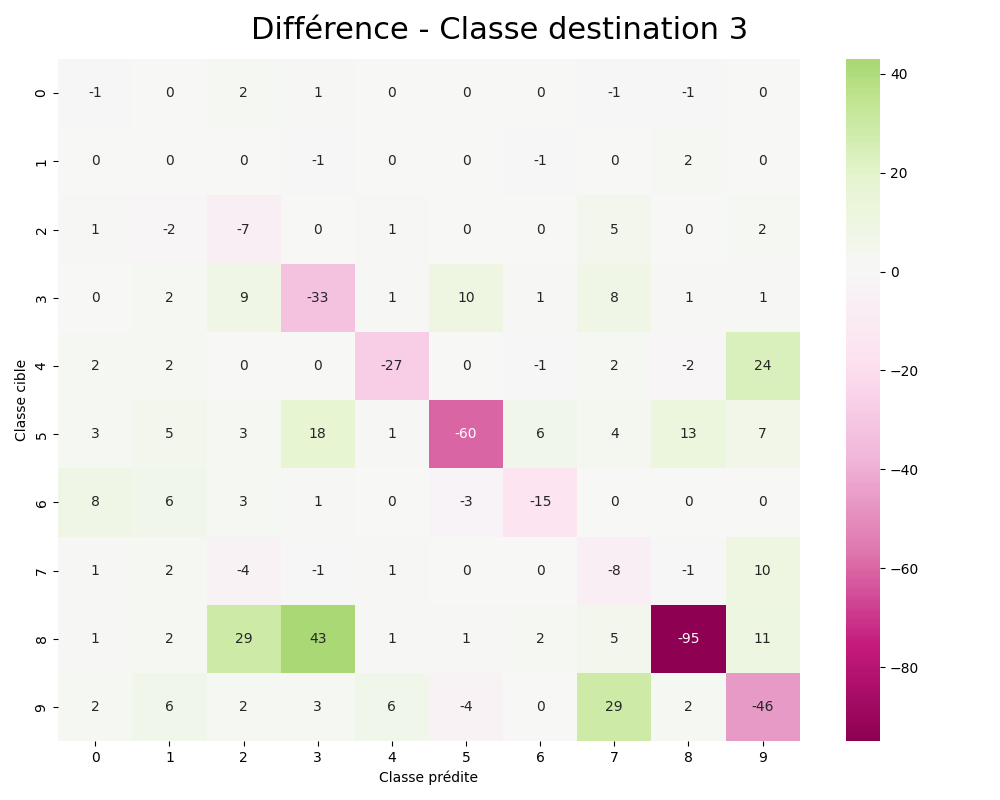 Différence - Classe destination 3
0 -1 0 2 1 0 0 0 -1 -1 0
1 0 0 0 -1 0 0 -1 0 2 0
2 1 -2 -7 0 1 0 0 5 0 2
3 0 2 9 -33 1 10 1 8 1 1
4 2 2 0 0 -27 0 -1 2 -2 24
5 3 5 3 18 1 -60 6 4 13 7
6 8 6 3 1 0 -3 -15 0 0 0
7 1 2 -4 -1 1 0 0 -8 -1 10
8 1 2 29 43 1 1 2 5 -95 11
9 2 6 2 3 6 -4 0 29 2 -46
0 1 2 3 4 5 6 7 8 9
Classe prédite
Classe cible
40
20
0
−20
−40
−60
−80